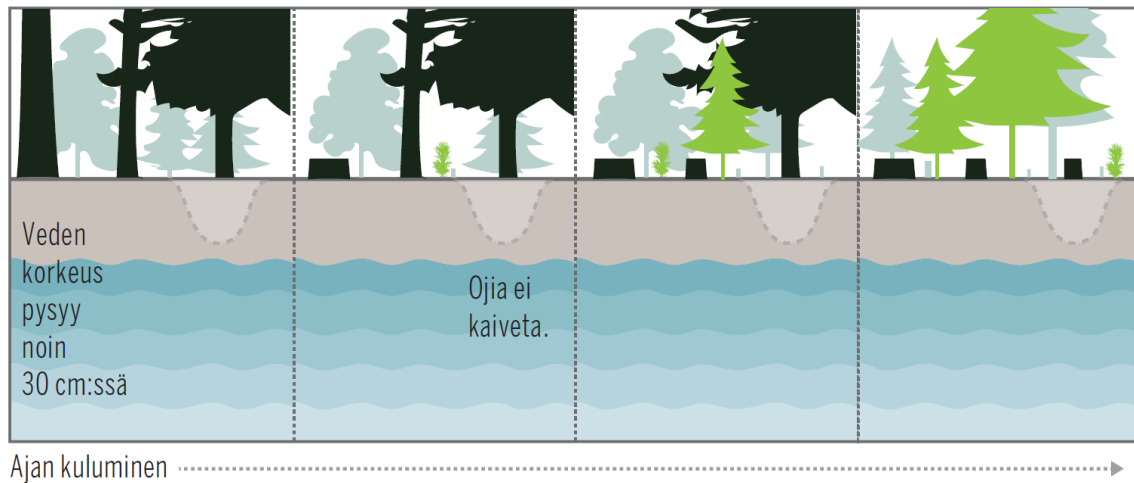 Veden
korkeus
pysyy
noin
30 cm:ssä
Ojia ei
kaiveta.
Ajan kuluminen